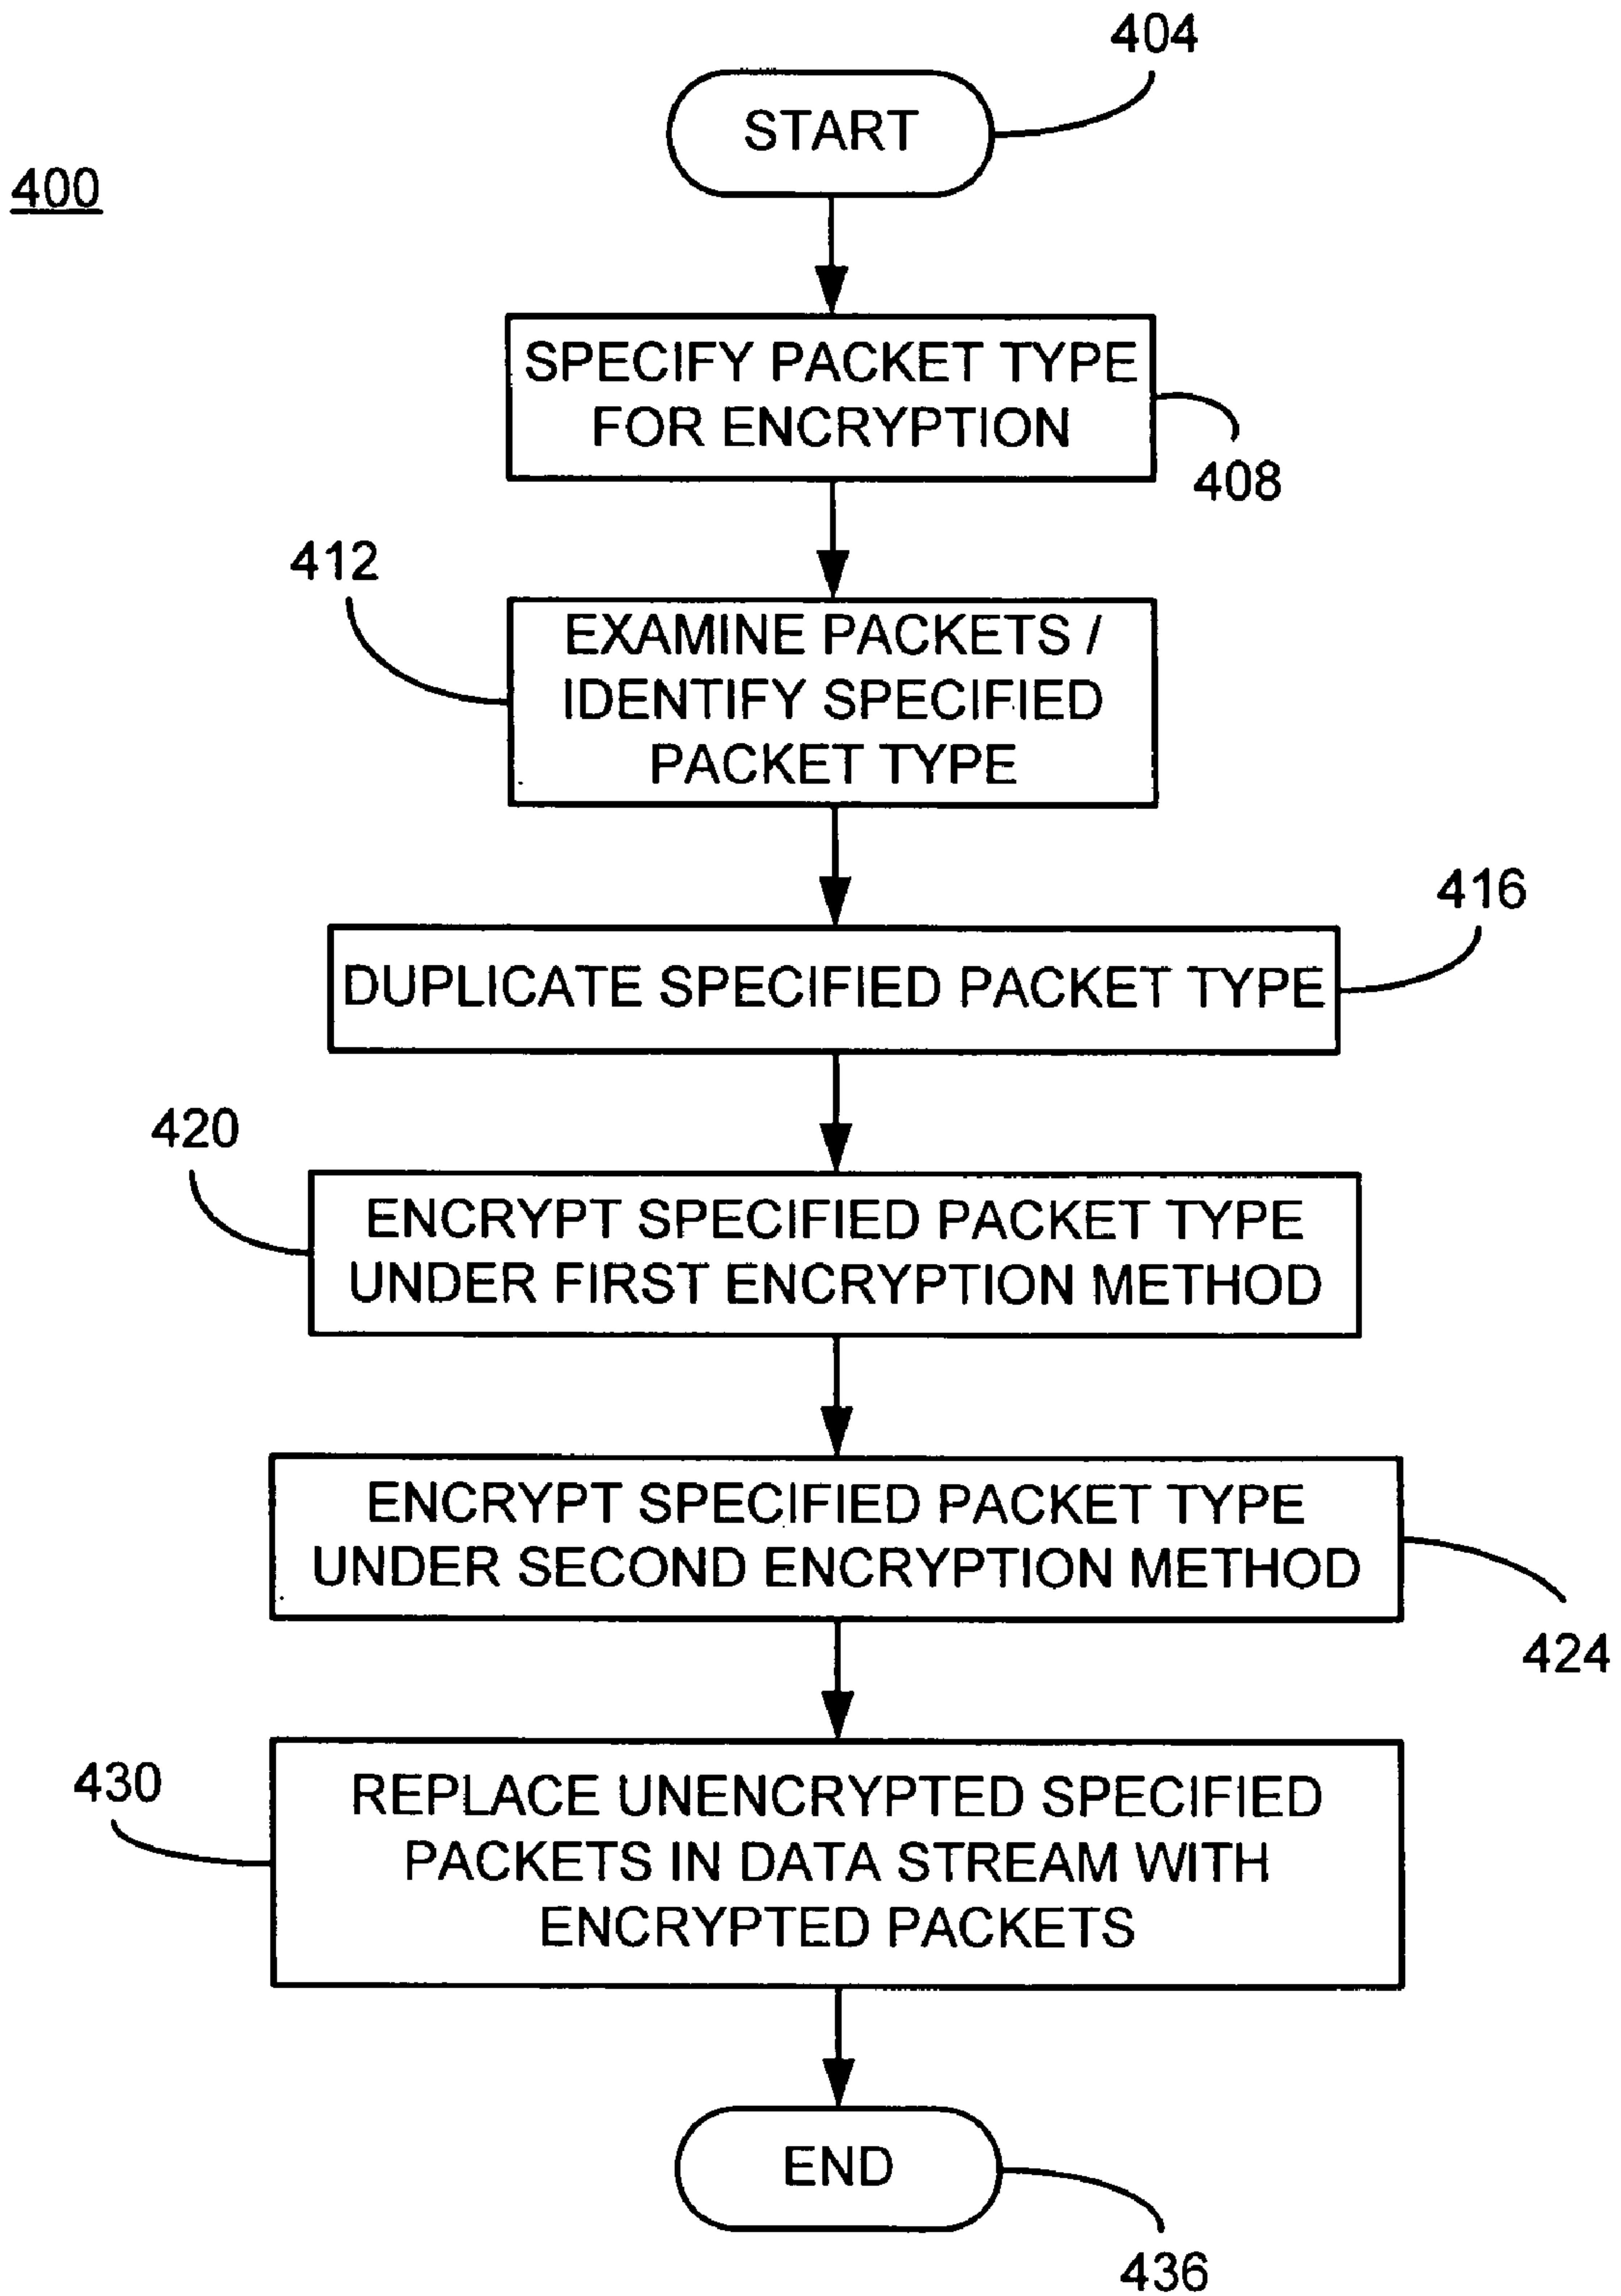 404
START
400
SPECIFY PACKET TYPE
FOR ENCRYPTION
408
412
EXAMINE PACKETS /
IDENTIFY SPECIFIED
PACKET TYPE
416
DUPLICATE SPECIFIED PACKET TYPE
420
ENCRYPT SPECIFIED PACKET TYPE
UNDER FIRST ENCRYPTION METHOD
ENCRYPT SPECIFIED PACKET TYPE
UNDER SECOND ENCRYPTION METHOD
424
430
REPLACE UNENCRYPTED SPECIFIED
PACKETS IN DATA STREAM WITH
ENCRYPTED PACKETS
END
436